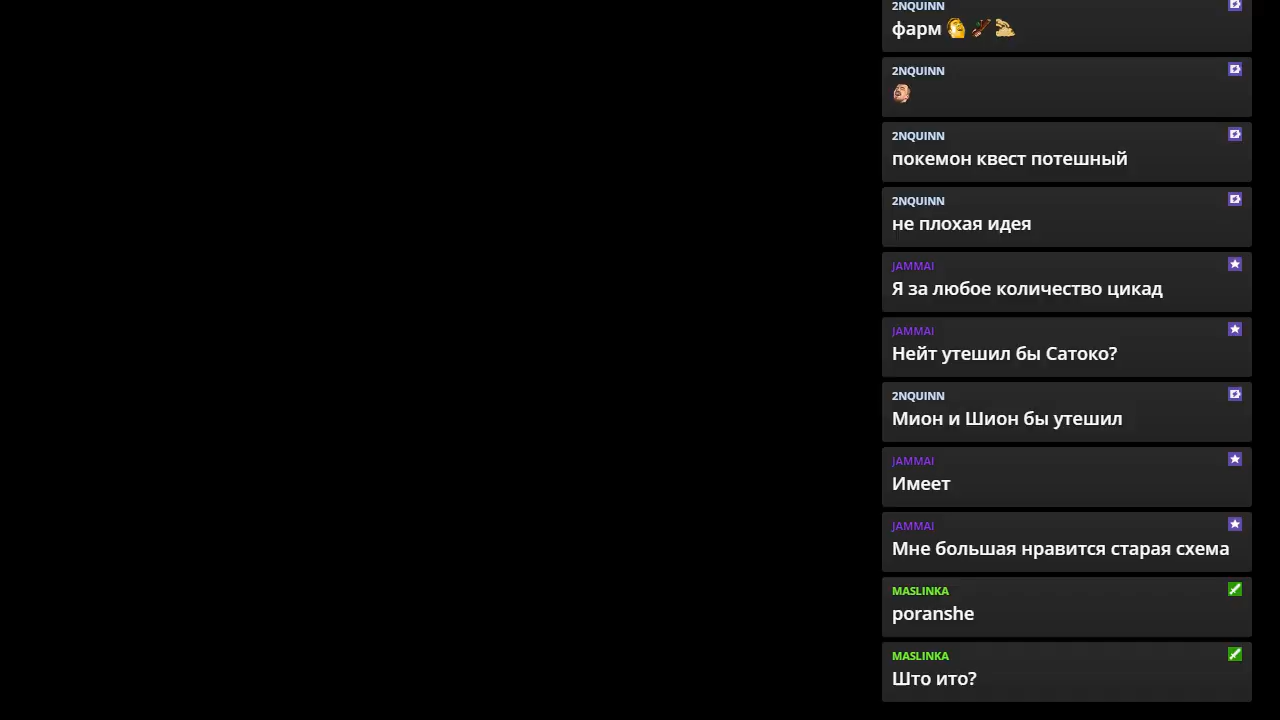 2NQUINN
фарм
2NQUINN
2NQUINN
покемон квест потешный
2NQUINN
не плохая идея
JAMMAI
Я за любое количество цикад
JAMMAI
Нейт утешил бы Сатоко?
2NQUINN
Мион и Шион бы утешил
JAMMAI
Имеет
JAMMAI
Мне большая нравится старая схема
MASLINKA
poranshe
MASLINKA
Што ито?